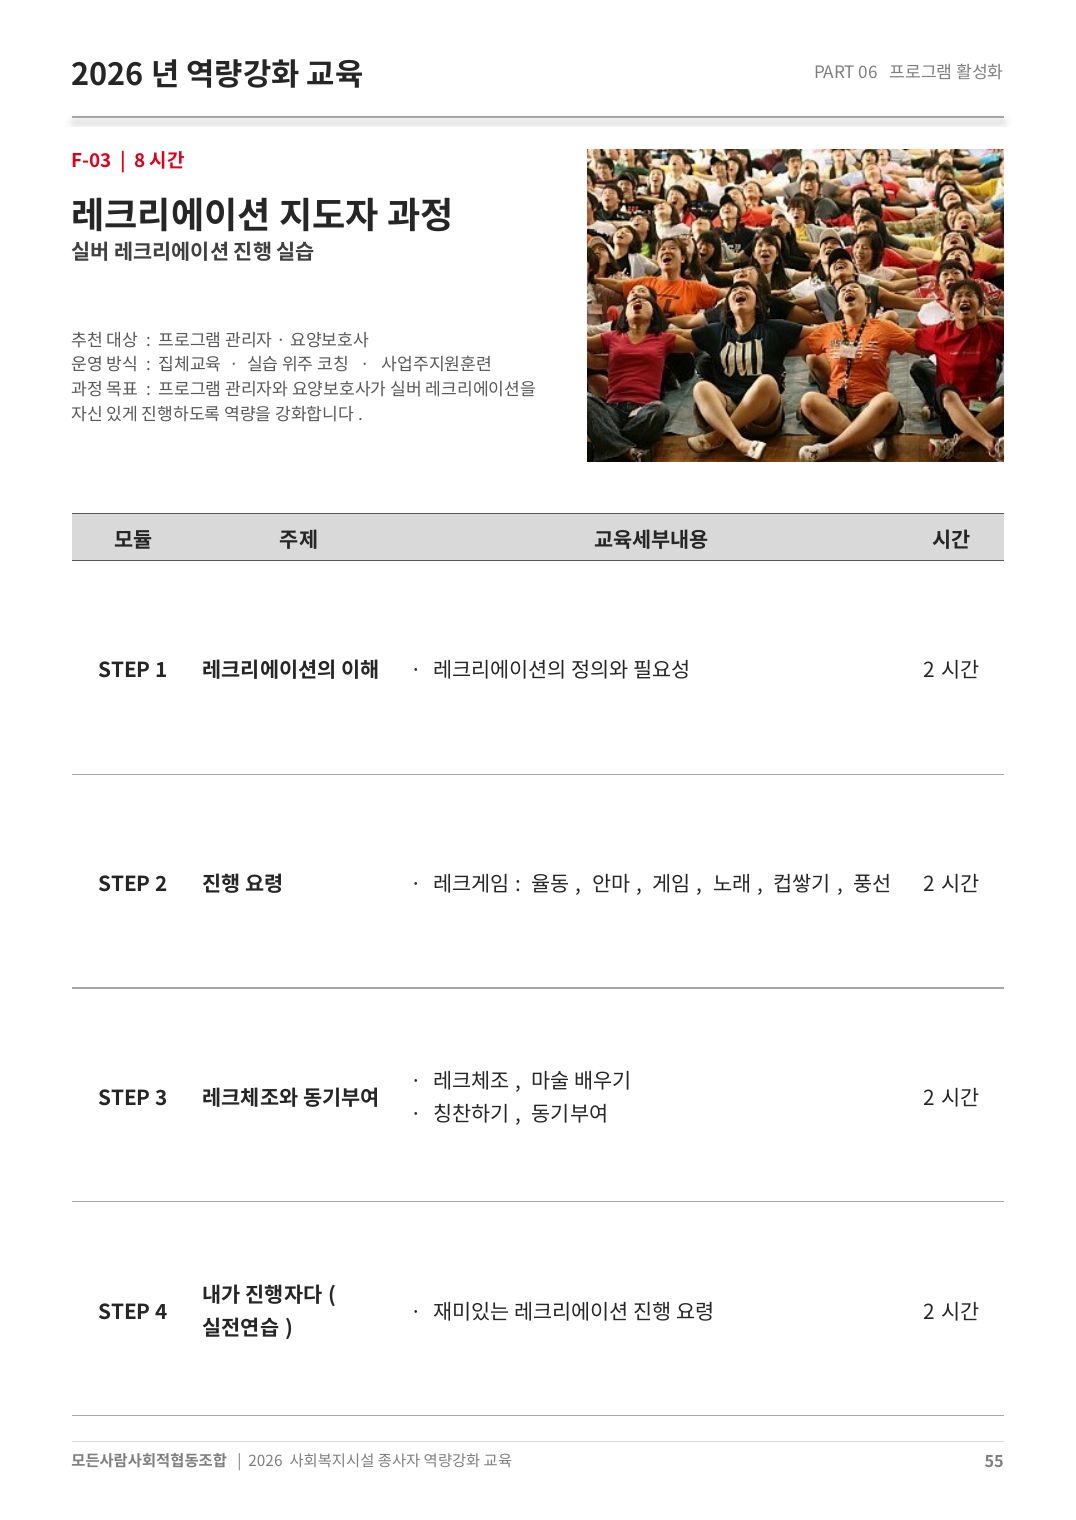 2026 년 역량강화 교육
PART 06 프로그램 활성화
F-03 | 8 시간
레크리에이션 지도자 과정
실버 레크리에이션 진행 실습
추천 대상 : 프로그램 관리자 · 요양보호사
운영 방식 : 집체교육 · 실습 위주 코칭 · 사업주지원훈련
과정 목표 : 프로그램 관리자와 요양보호사가 실버 레크리에이션을
자신 있게 진행하도록 역량을 강화합니다 .
OUI
모듈 주제 교육세부내용 시간
STEP 1 레크리에이션의 이해 · 레크리에이션의 정의와 필요성 2 시간
STEP 2 진행 요령 · 레크게임 : 율동 , 안마 , 게임 , 노래 , 컵쌓기 , 풍선 2 시간
STEP 3 레크체조와 동기부여 · 레크체조 , 마술 배우기 2 시간
· 칭찬하기 , 동기부여
STEP 4 내가 진행자다 ( · 재미있는 레크리에이션 진행 요령 2 시간
실전연습 )
모든사람사회적협동조합 | 2026 사회복지시설 종사자 역량강화 교육
55